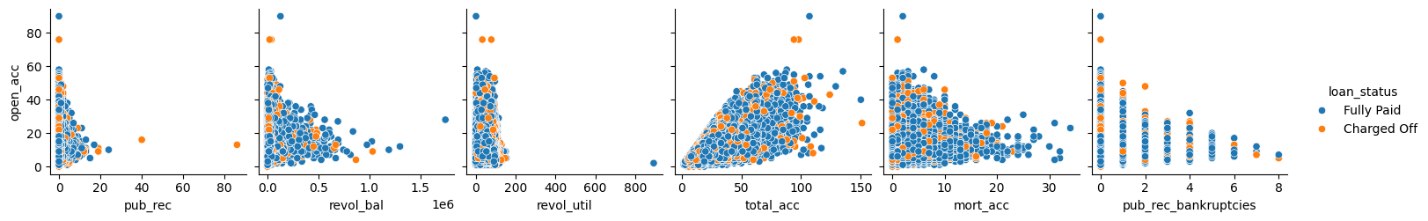 80
60
40
20
0
open_acc
0 20 40 60 80
pub_rec
0.0 0.5 1.0 1.5
1e6
revol_bal
0 200 400 600 800
revol_util
0 50 100 150
total_acc
0 10 20 30
mort_acc
0 2 4 6 8
pub_rec_bankruptcies
loan_status
Fully Paid
Charged Off